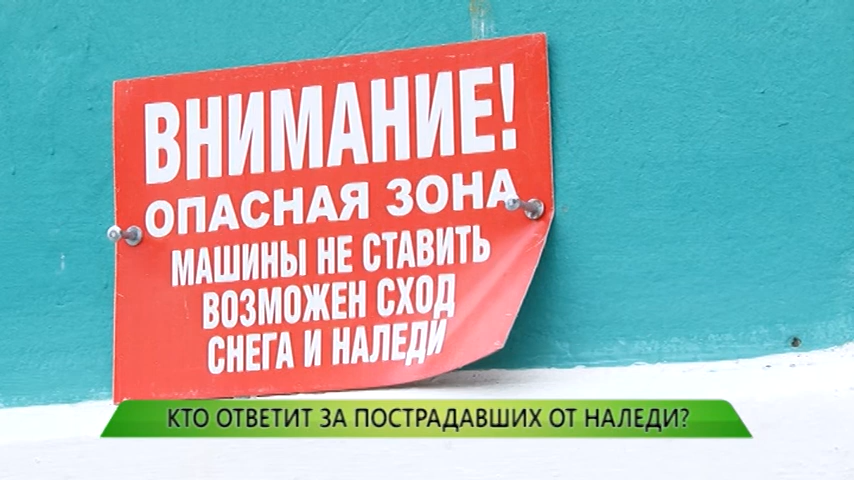 ВНИМАНИЕ!
ОПАСНАЯ ЗОНА
МАШИНЫ НЕ СТАВИТЬ
ВОЗМОЖЕН СХОД
СНЕГА И НАЛЕДИ
КТО ОТВЕТИТ ЗА ПОСТРАДАВШИХ ОТ НАЛЕДИ?